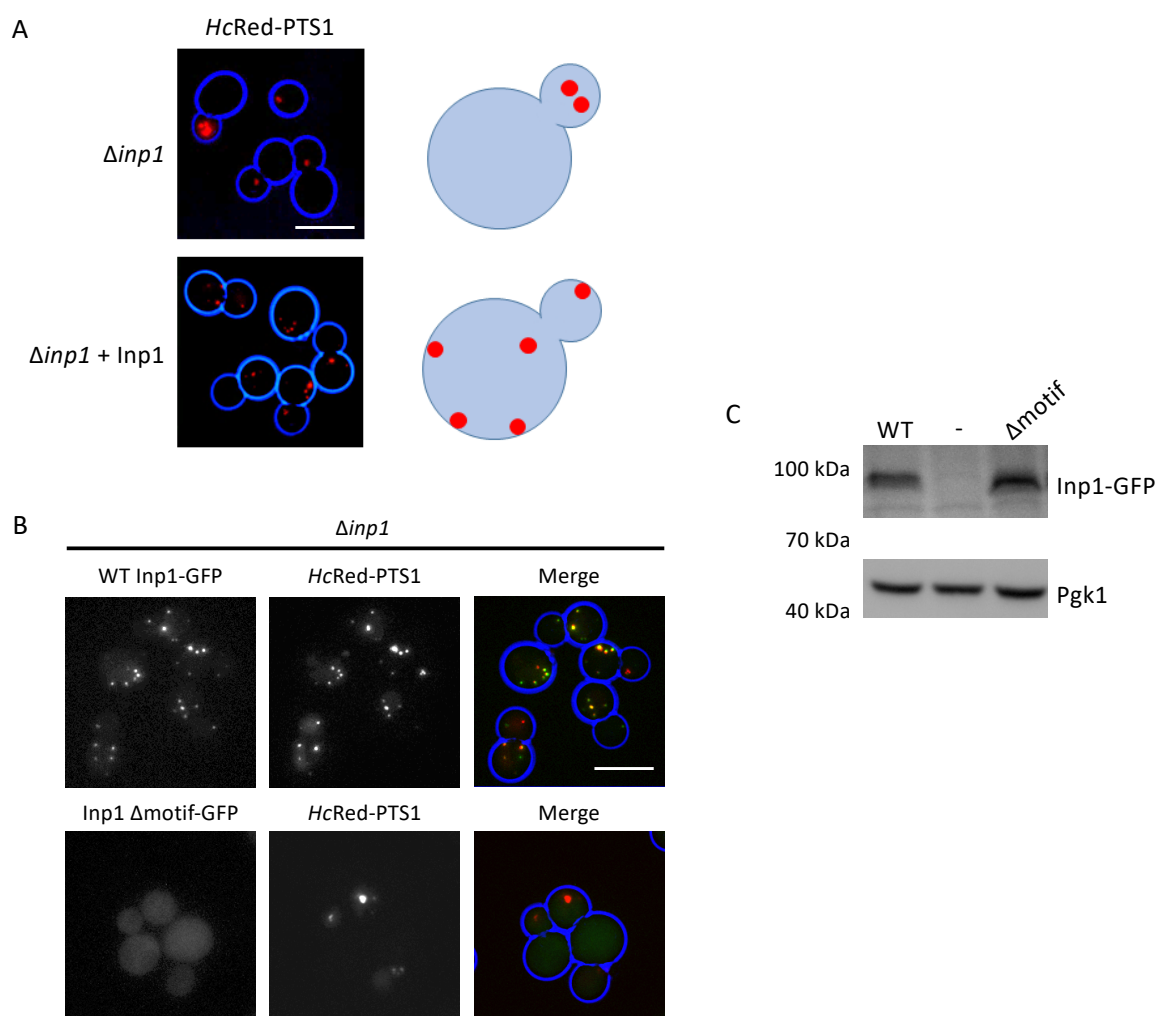 A
HcRed-PTS1
Δinp1
Δinp1 + Inp1
B
Δinp1
WT Inp1-GFP HcRed-PTS1 Merge
Inp1 Δmotif-GFP HcRed-PTS1 Merge
C
WT - Δmotif
100 kDa
Inp1-GFP
70 kDa
Pgk1
40 kDa